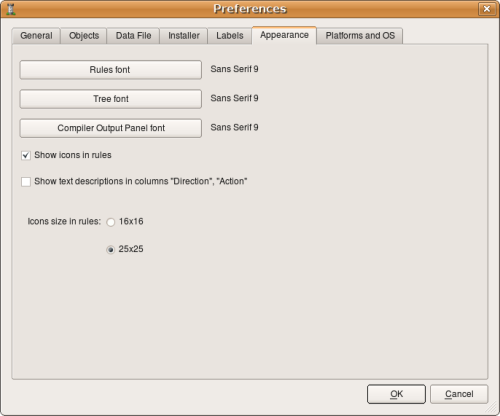 Preferences
General Objects Data File Installer Labels Appearance Platforms and OS
Rules font Sans Serif 9
Tree font Sans Serif 9
Compiler Output Panel font Sans Serif 9
Show icons in rules
Show text descriptions in columns "Direction", "Action"
Icons size in rules: 16x16
25x25
OK Cancel